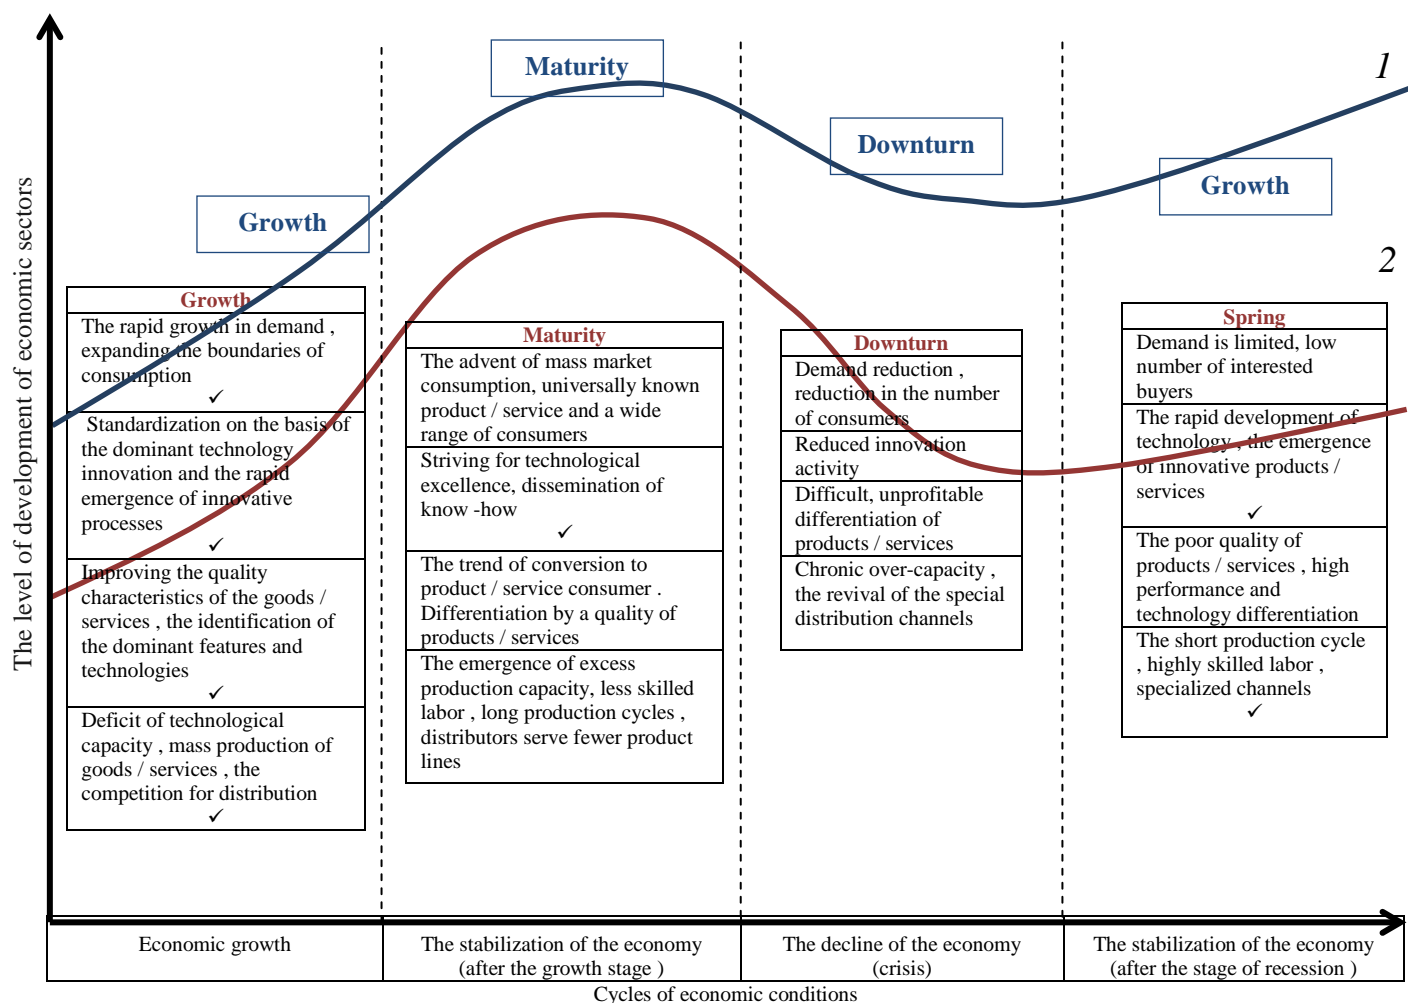 The level of development of economic sectors
Maturity
1
Downturn
Growth
Growth
2
Growth
The rapid growth in demand ,
expanding the boundaries of
consumption
✓
Standardization on the basis of
the dominant technology
innovation and the rapid
emergence of innovative
processes
✓
Improving the quality
characteristics of the goods /
services , the identification of
the dominant features and
technologies
✓
Deficit of technological
capacity , mass production of
goods / services , the
competition for distribution
✓
Maturity
The advent of mass market
consumption, universally known
product / service and a wide
range of consumers
Striving for technological
excellence, dissemination of
know -how
✓
The trend of conversion to
product / service consumer .
Differentiation by a quality of
products / services
The emergence of excess
production capacity, less skilled
labor , long production cycles ,
distributors serve fewer product
lines
Downturn
Demand reduction ,
reduction in the number
of consumers
Reduced innovation
activity
Difficult, unprofitable
differentiation of
products / services
Chronic over-capacity ,
the revival of the special
distribution channels
Spring
Demand is limited, low
number of interested
buyers
The rapid development of
technology , the emergence
of innovative products /
services
✓
The poor quality of
products / services , high
performance and
technology differentiation
The short production cycle
, highly skilled labor ,
specialized channels
✓
Economic growth
The stabilization of the economy
(after the growth stage )
The decline of the economy
(crisis)
The stabilization of the economy
(after the stage of recession )
Cycles of economic conditions